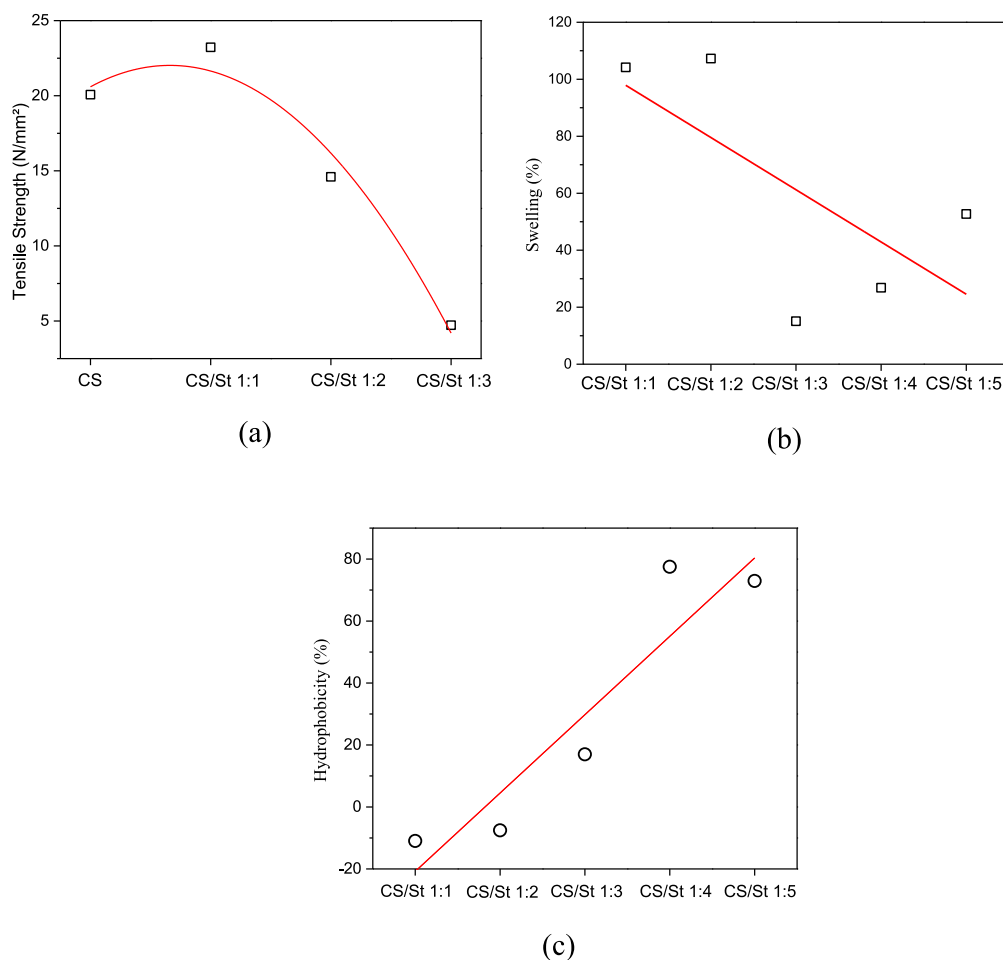 25
20
15
10
5
Tensile Strength (N/mm²)
CS
CS/St 1:1
CS/St 1:2
CS/St 1:3
(a)
120
100
80
60
40
20
0
Swelling (%)
CS/St 1:1
CS/St 1:2
CS/St 1:3
CS/St 1:4
CS/St 1:5
(b)
80
60
40
20
0
-20
Hydrophobicity (%)
CS/St 1:1
CS/St 1:2
CS/St 1:3
CS/St 1:4
CS/St 1:5
(c)